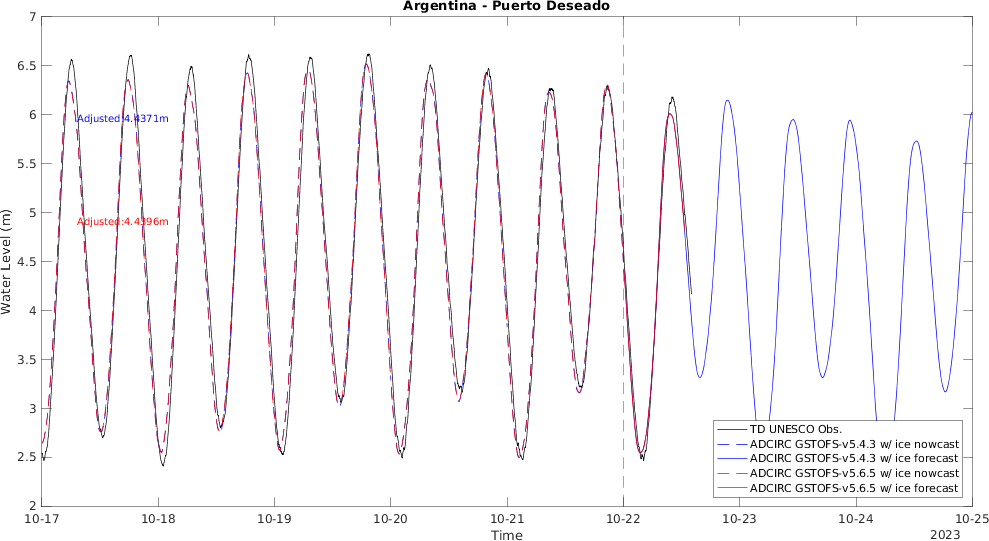 Argentina - Puerto Deseado
7
6.5
6
5.5
5
4.5
4
3.5
3
2.5
2
Water Level (m)
Adjusted:4.4371m
Adjusted:4.4396m
TD UNESCO Obs.
ADCIRC GSTOFS-v5.4.3 w/ ice nowcast
ADCIRC GSTOFS-v5.4.3 w/ ice forecast
ADCIRC GSTOFS-v5.6.5 w/ ice nowcast
ADCIRC GSTOFS-v5.6.5 w/ ice forecast
10-17 10-18 10-19 10-20 10-21 10-22 10-23 10-24 10-25
Time
2023